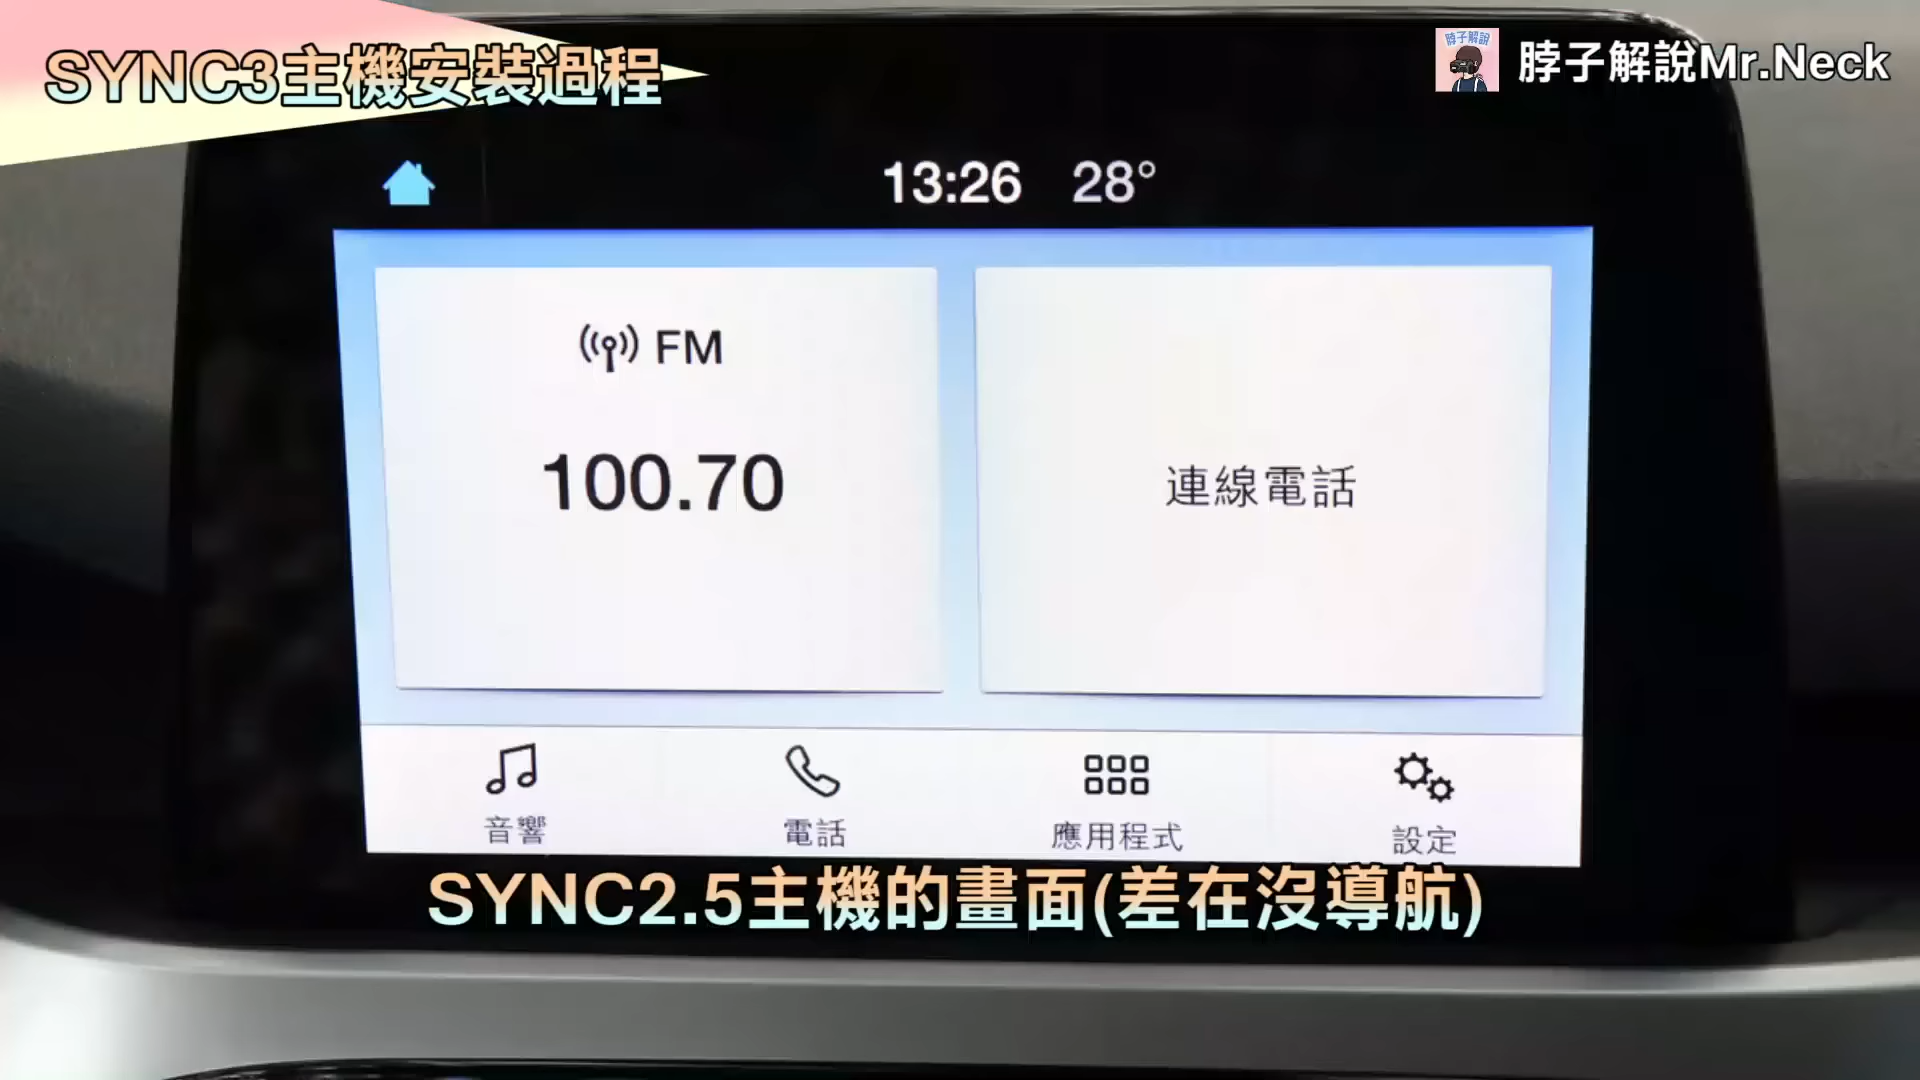 SYNC3主機安裝過程
脖子解說
脖子解說Mr.Neck
13:26 28°
FM
100.70
連線電話
音響
電話
應用程式
設定
SYNC2.5主機的畫面(差在沒導航)